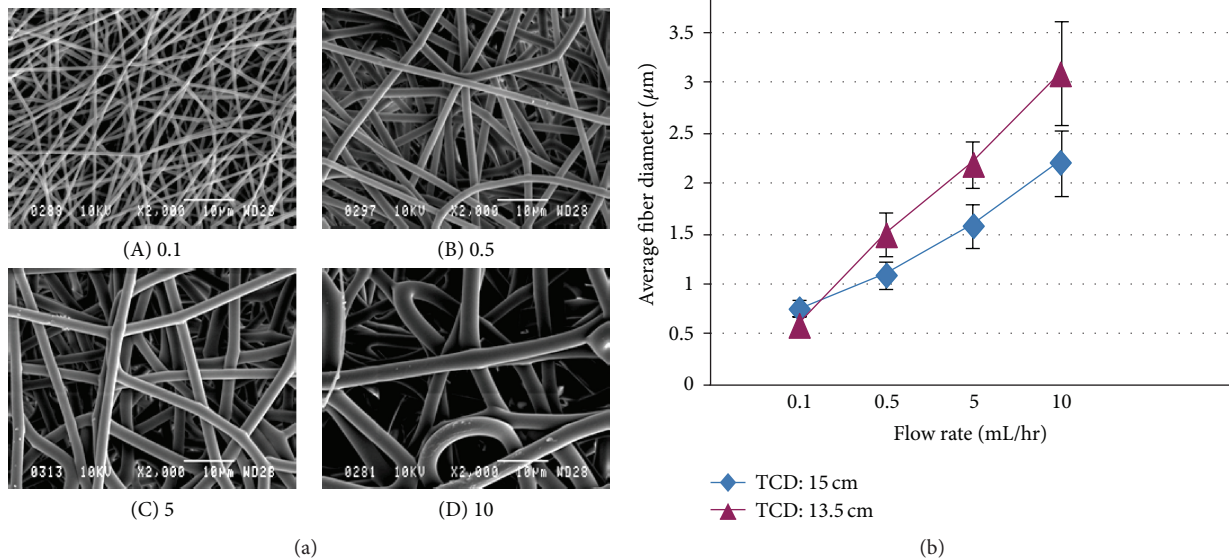 0289 10KV X2,000 10μm WD28
(A) 0.1
0297 10KV X2,000 10μm WD28
(B) 0.5
0313 10KV X2,000 10μm WD28
(C) 5
0281 10KV X2,000 10μm WD28
(D) 10
(a)
Average fiber diameter (μm)
3.5
3
2.5
2
1.5
1
0.5
0
0.1 0.5 5 10
Flow rate (mL/hr)
TCD: 15 cm
TCD: 13.5 cm
(b)